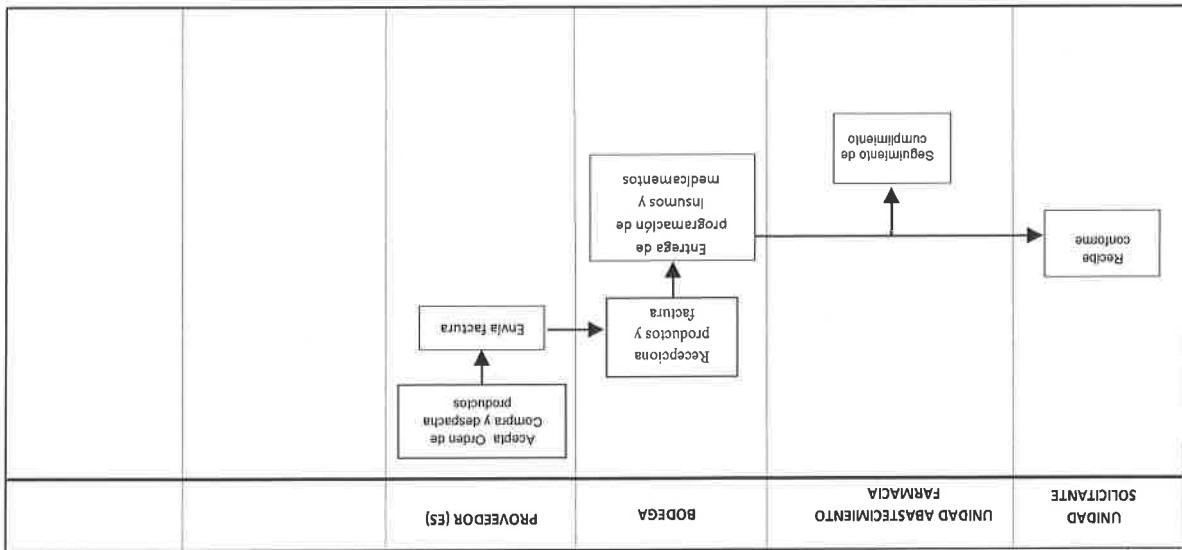 UNIDAD
SOLICITANTE
UNIDAD ABASTECIMIENTO
FARMACIA
BODEGA
PROVEEDOR (ES)
Acepta Orden de
Compra y despacha
productos
Envía factura
Recepciona
productos y
factura
Entrega de
programación de
Insumos y
medicamentos
Seguimiento de
cumplimiento
Recibe
conforme